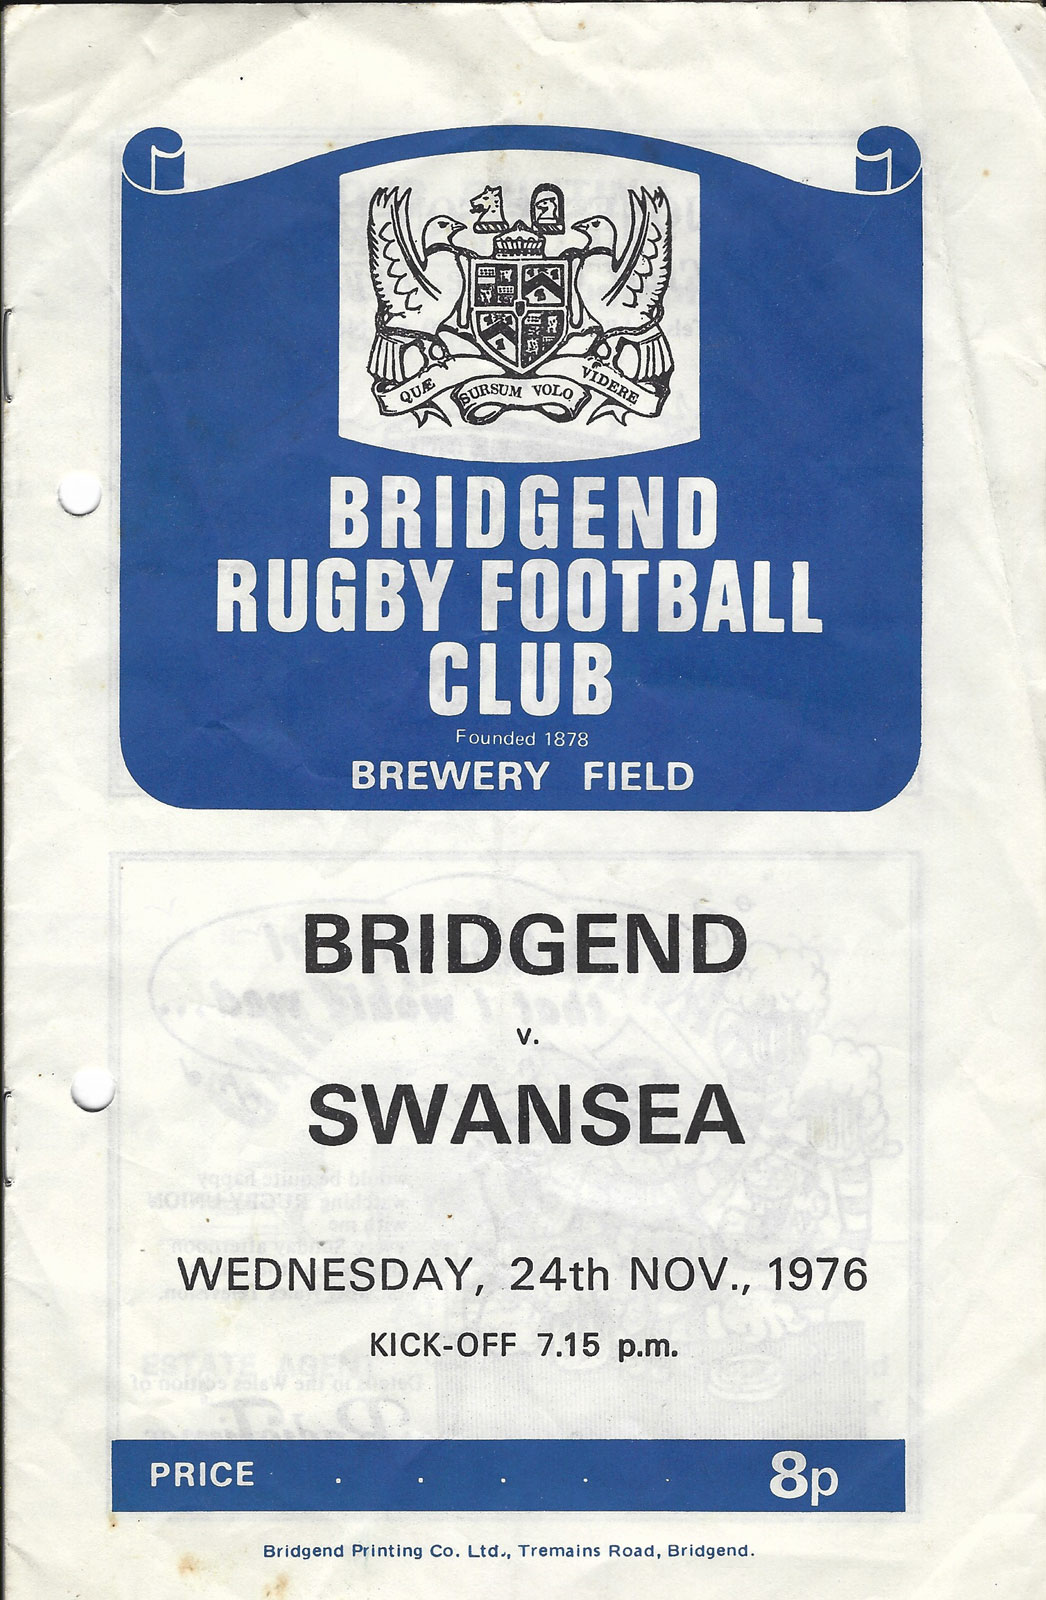 QUÆ SURSUM VOLO VIDERE
BRIDGEND
RUGBY FOOTBALL
CLUB
Founded 1878
BREWERY FIELD
BRIDGEND
v.
SWANSEA
WEDNESDAY, 24th NOV., 1976
KICK-OFF 7.15 p.m.
PRICE . . . . . 8p
Bridgend Printing Co. Ltd., Tremains Road, Bridgend.